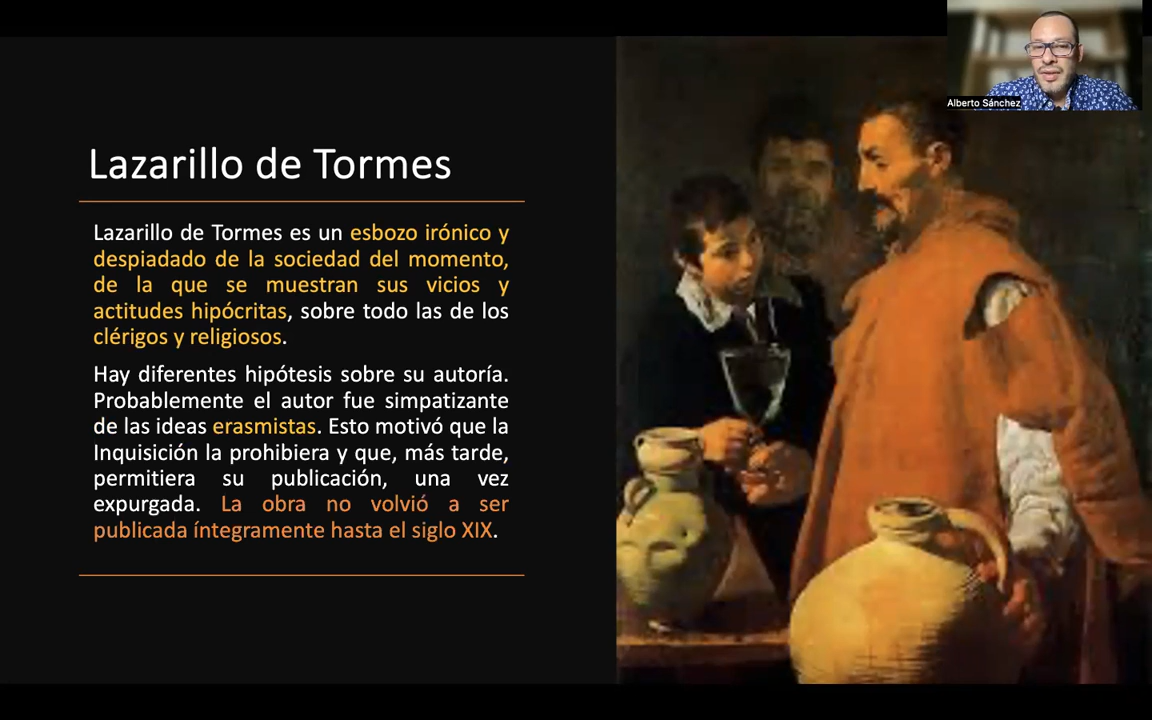 Alberto Sánchez
Lazarillo de Tormes
Lazarillo de Tormes es un esbozo irónico y
despiadado de la sociedad del momento,
de la que se muestran sus vicios y
actitudes hipócritas, sobre todo las de los
clérigos y religiosos.
Hay diferentes hipótesis sobre su autoría.
Probablemente el autor fue simpatizante
de las ideas erasmistas. Esto motivó que la
Inquisición la prohibiera y que, más tarde,
permitiera su publicación, una vez
expurgada. La obra no volvió a ser
publicada íntegramente hasta el siglo XIX.